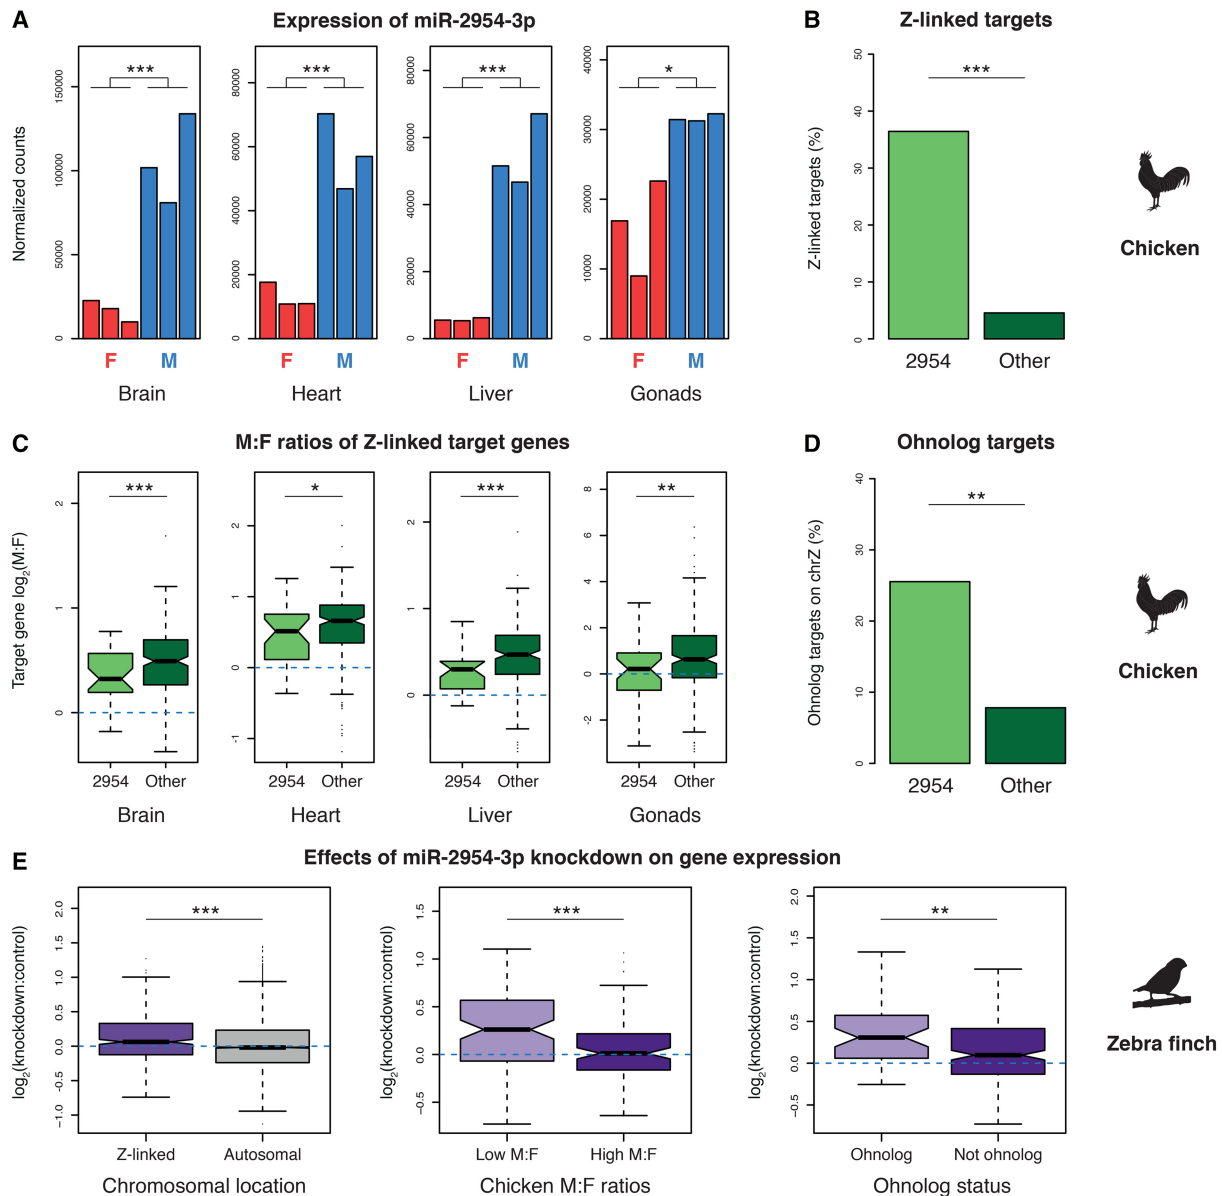 A
Expression of miR-2954-3p
Normalized counts
0
50000
100000
150000
***
F
M
Brain
0
20000
40000
60000
80000
***
F
M
Heart
0
20000
40000
60000
80000
***
F
M
Liver
0
10000
20000
30000
40000
*
F
M
Gonads
B
Z-linked targets
Z-linked targets (%)
0
10
20
30
40
50
***
2954
Other
Chicken
C
M:F ratios of Z-linked target genes
Target gene log2(M:F)
0
1
2
***
2954
Other
Brain
-1
0
1
2
*
2954
Other
Heart
0
1
2
***
2954
Other
Liver
-2
0
2
4
6
8
**
2954
Other
Gonads
D
Ohnolog targets
Ohnolog targets on chrZ (%)
0
10
20
30
40
**
2954
Other
Chicken
E
Effects of miR-2954-3p knockdown on gene expression
log2(knockdown:control)
-1.0
-0.5
0.0
0.5
1.0
1.5
2.0
***
Z-linked
Autosomal
Chromosomal location
log2(knockdown:control)
-0.5
0.0
0.5
1.0
1.5
***
Low M:F
High M:F
Chicken M:F ratios
log2(knockdown:control)
-0.5
0.0
0.5
1.0
1.5
2.0
**
Ohnolog
Not ohnolog
Ohnolog status
Zebra finch